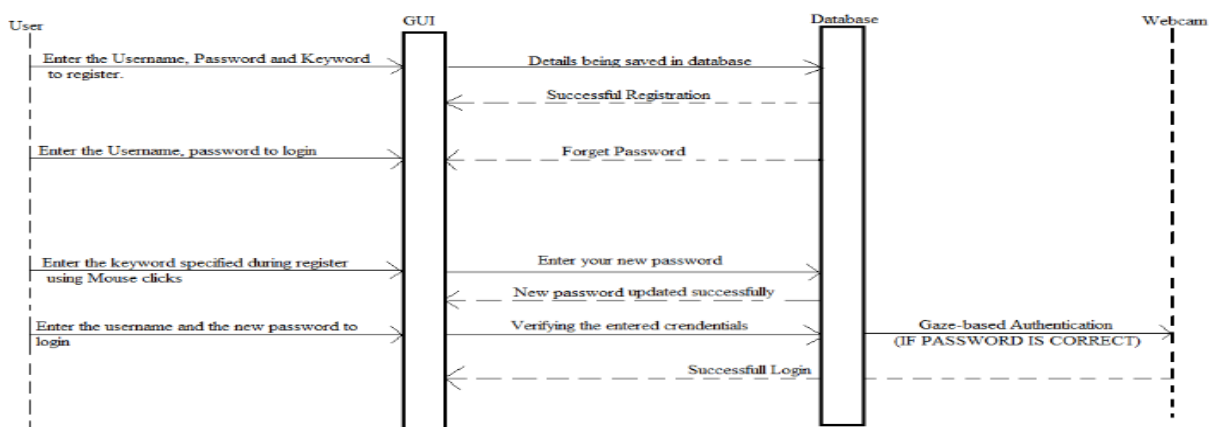 User
GUI
Database
Webcam
Enter the Username, Password and Keyword
to register.
Details being saved in database
Successful Registration
Enter the Username, password to login
Forget Password
Enter the keyword specified during register
using Mouse clicks
Enter your new password
New password updated successfully
Enter the username and the new password to
login
Verifying the entered crendentials
Gaze-based Authentication
(IF PASSWORD IS CORRECT)
Successfull Login